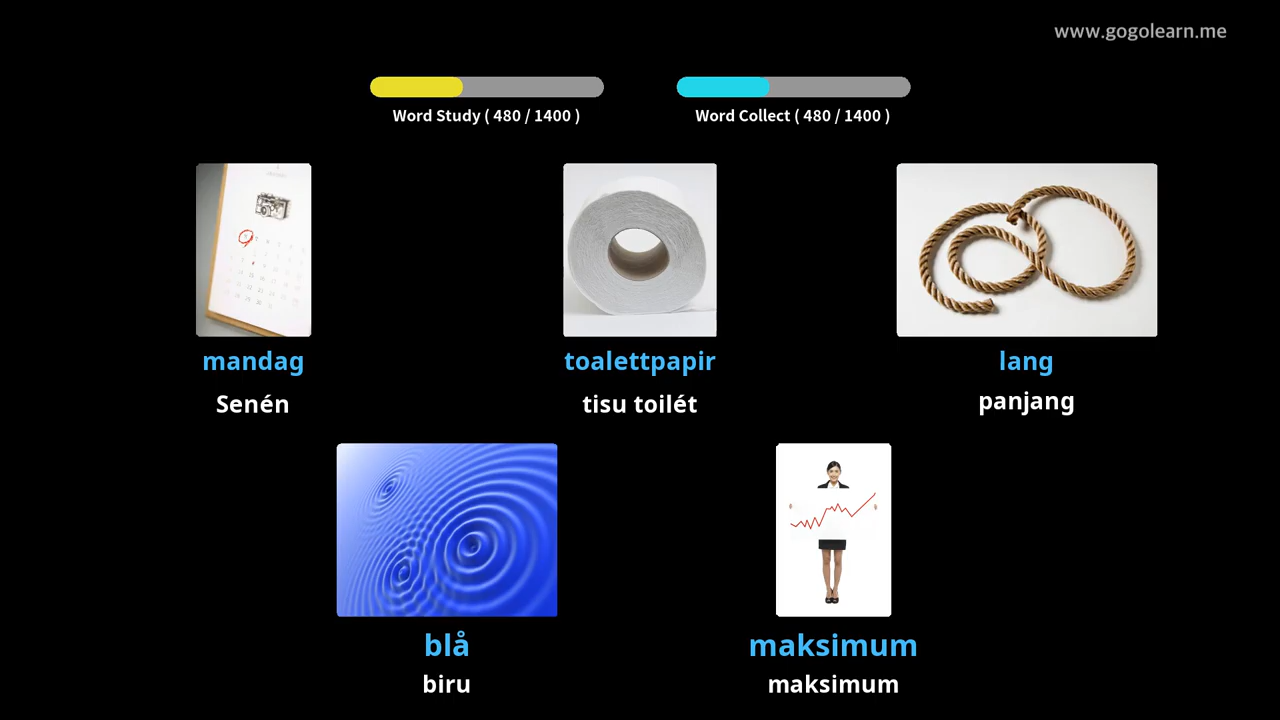 www.gogolearn.me
Word Study ( 480 / 1400 )
Word Collect ( 480 / 1400 )
mandag
Senén
toalettpapir
tisu toilét
lang
panjang
blå
biru
maksimum
maksimum